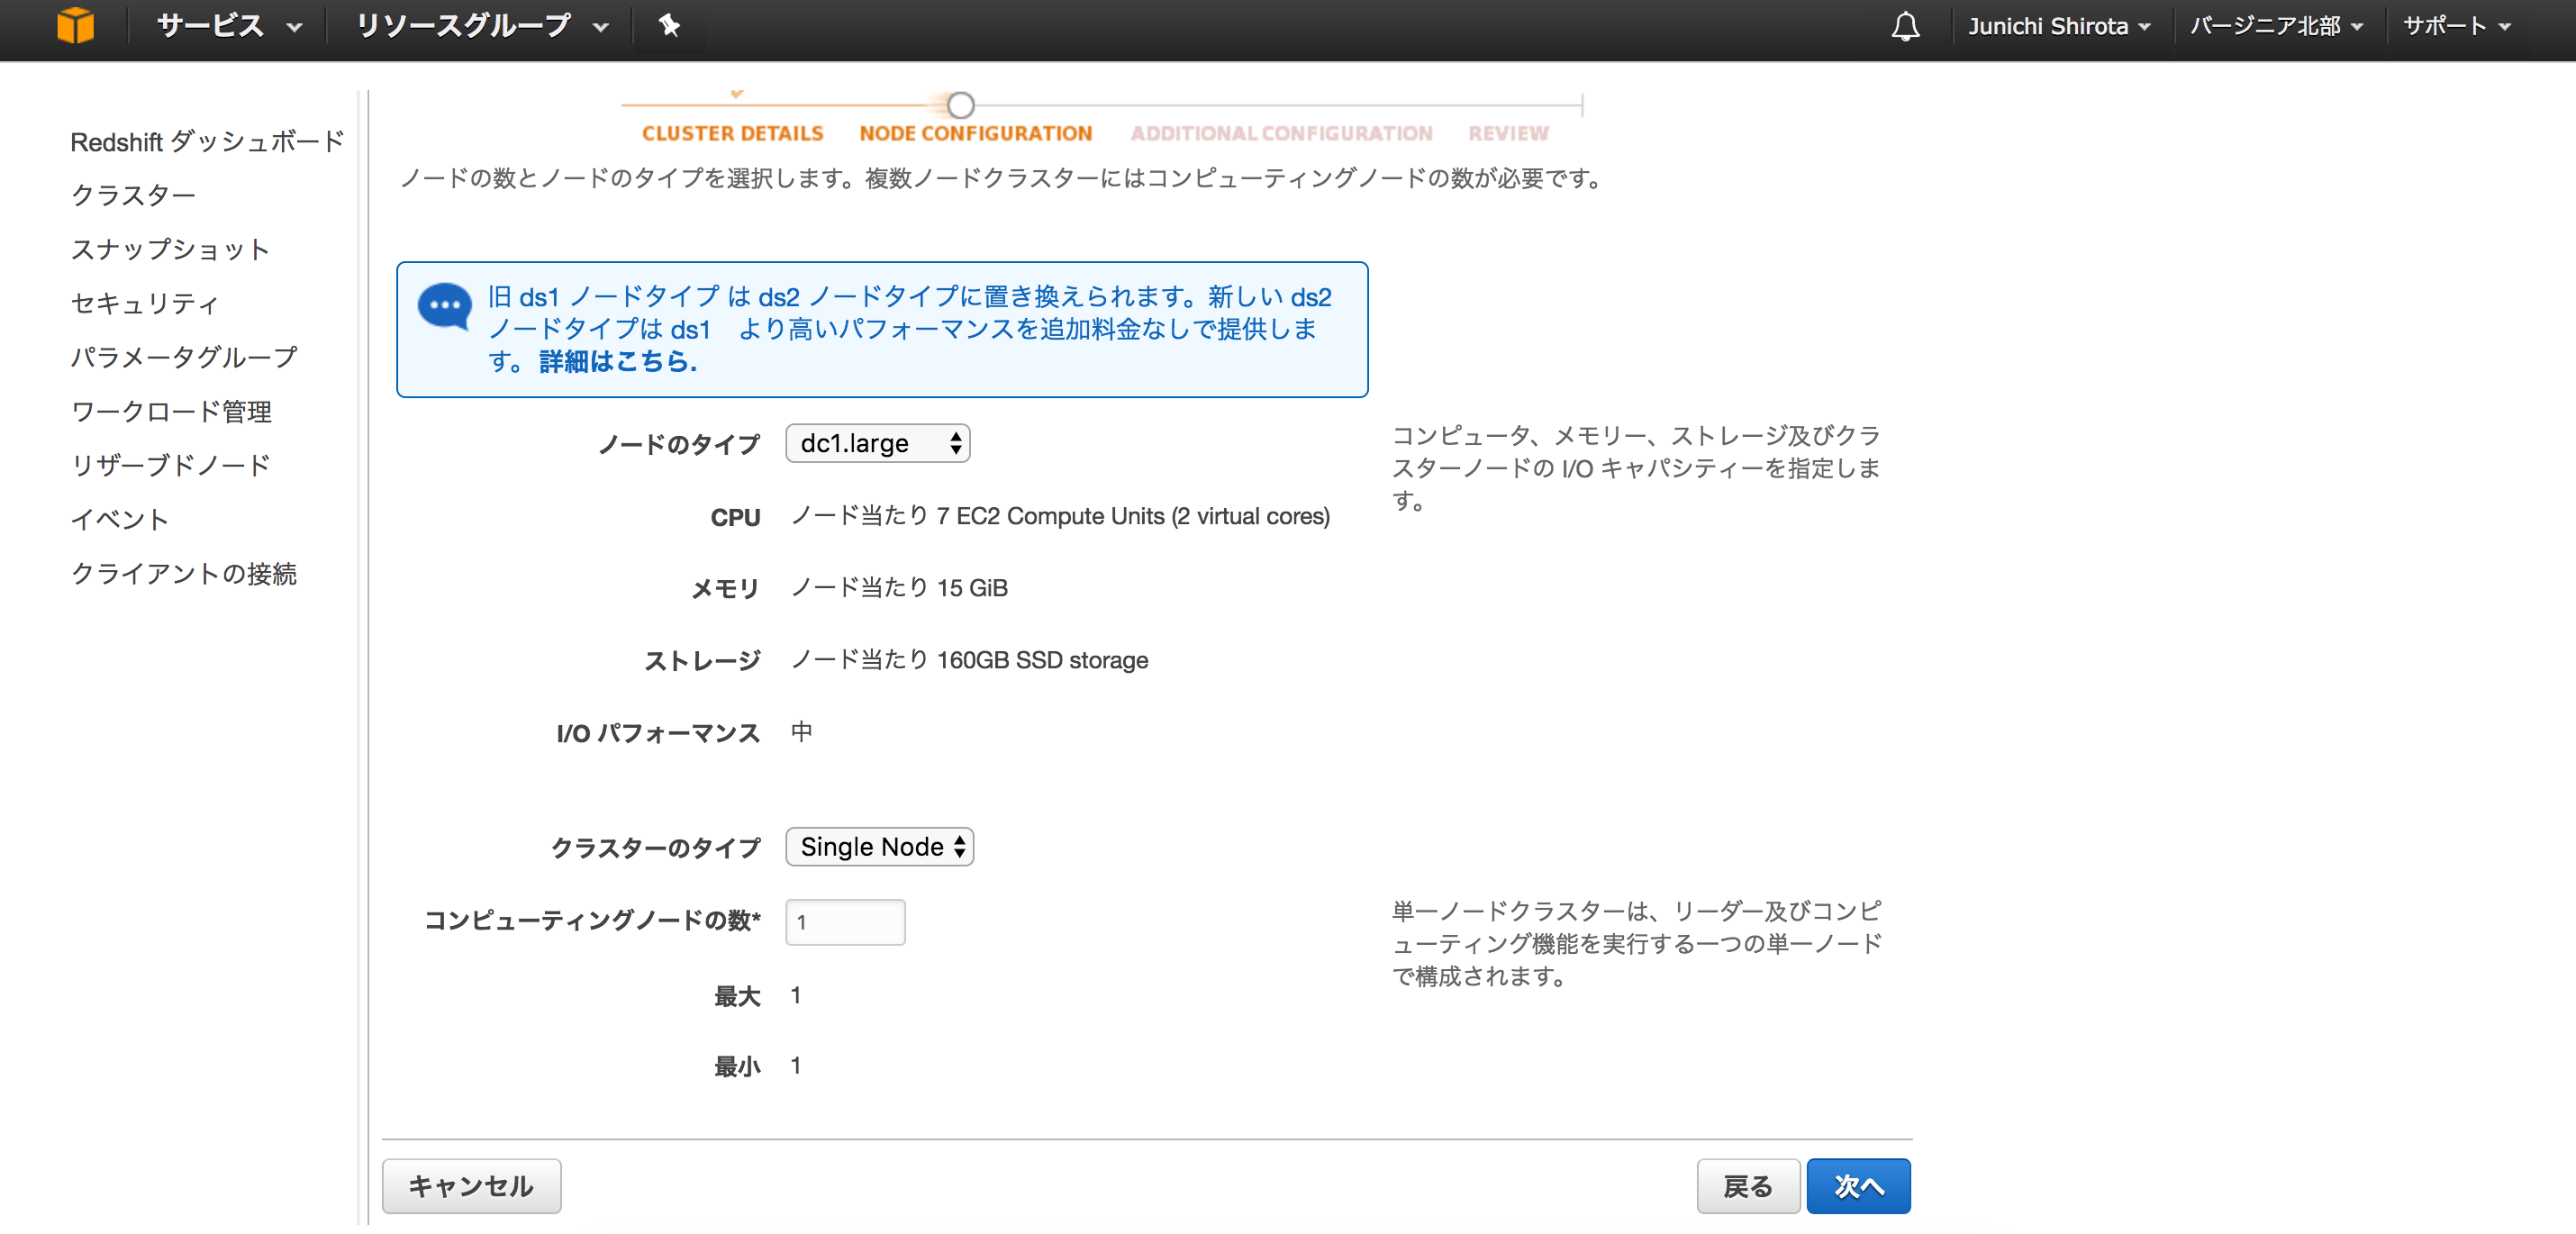 サービス
リソースグループ
Junichi Shirota
バージニア北部
サポート
Redshift ダッシュボード
クラスター
スナップショット
セキュリティ
パラメータグループ
ワークロード管理
リザーブドノード
イベント
クライアントの接続
CLUSTER DETAILS
NODE CONFIGURATION
ADDITIONAL CONFIGURATION
REVIEW
ノードの数とノードのタイプを選択します。複数ノードクラスターにはコンピューティングノードの数が必要です。
旧 ds1 ノードタイプ は ds2 ノードタイプに置き換えられます。新しい ds2
ノードタイプは ds1　より高いパフォーマンスを追加料金なしで提供しま
す。 詳細はこちら.
ノードのタイプ dc1.large
コンピュータ、メモリー、ストレージ及びクラ
スターノードの I/O キャパシティーを指定しま
す。
CPU ノード当たり 7 EC2 Compute Units (2 virtual cores)
メモリ ノード当たり 15 GiB
ストレージ ノード当たり 160GB SSD storage
I/O パフォーマンス 中
クラスターのタイプ Single Node
コンピューティングノードの数* 1
単一ノードクラスターは、リーダー及びコンピ
ューティング機能を実行する一つの単一ノード
で構成されます。
最大 1
最小 1
キャンセル
戻る
次へ